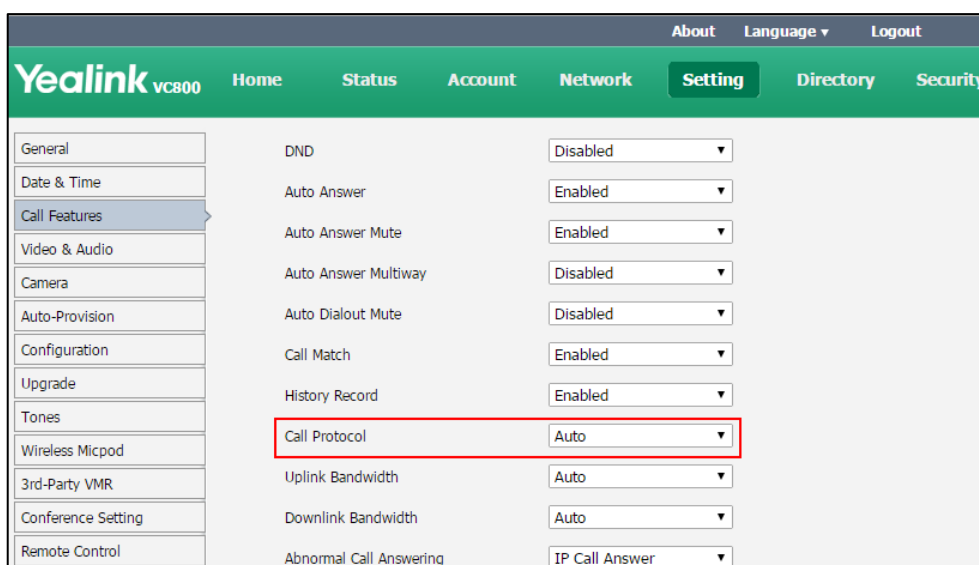 About Language ▾ Logout
Yealink VC800 Home Status Account Network Setting Directory Security
General
Date & Time
Call Features
Video & Audio
Camera
Auto-Provision
Configuration
Upgrade
Tones
Wireless Micpod
3rd-Party VMR
Conference Setting
Remote Control
DND Disabled
Auto Answer Enabled
Auto Answer Mute Enabled
Auto Answer Multiway Disabled
Auto Dialout Mute Disabled
Call Match Enabled
History Record Enabled
Call Protocol Auto
Uplink Bandwidth Auto
Downlink Bandwidth Auto
Abnormal Call Answering IP Call Answer